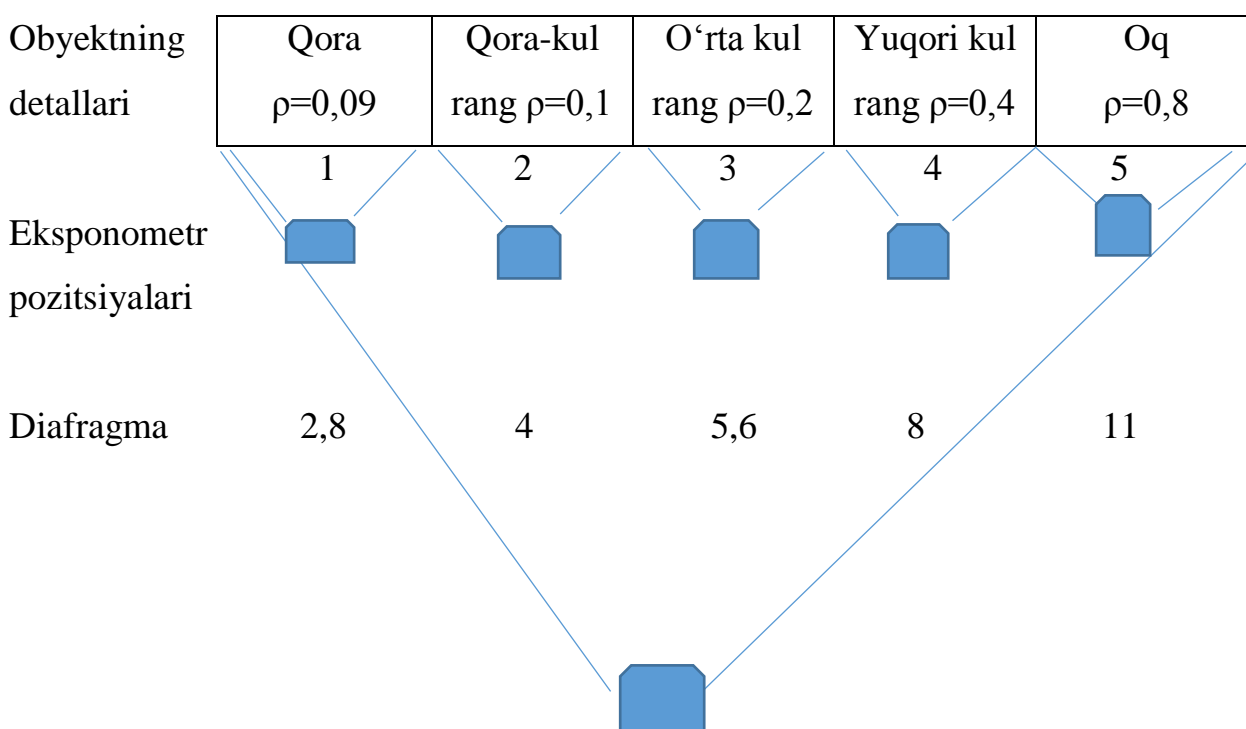 Obyektning Qora Qora-kul O‘rta kul Yuqori kul Oq
detallari ρ=0,09 rang ρ=0,1 rang ρ=0,2 rang ρ=0,4 ρ=0,8
1 2 3 4 5
Eksponometr
pozitsiyalari
Diafragma 2,8 4 5,6 8 11